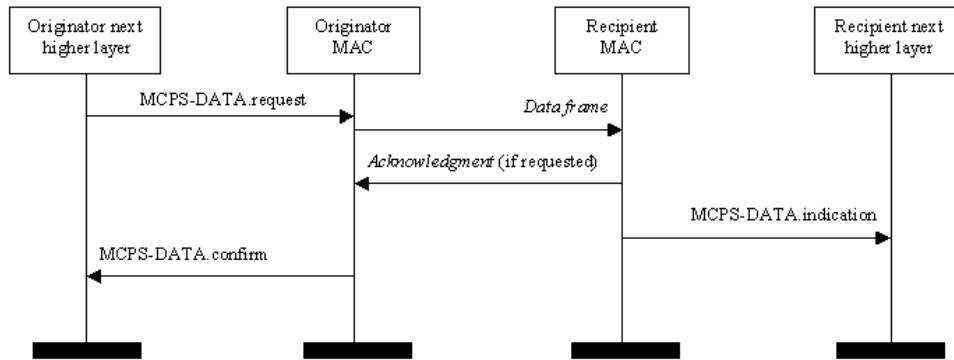 Originator next
higher layer
Originator
MAC
Recipient
MAC
Recipient next
higher layer
MCPS-DATA.request
Data frame
Acknowledgment (if requested)
MCPS-DATA.indication
MCPS-DATA.confirm